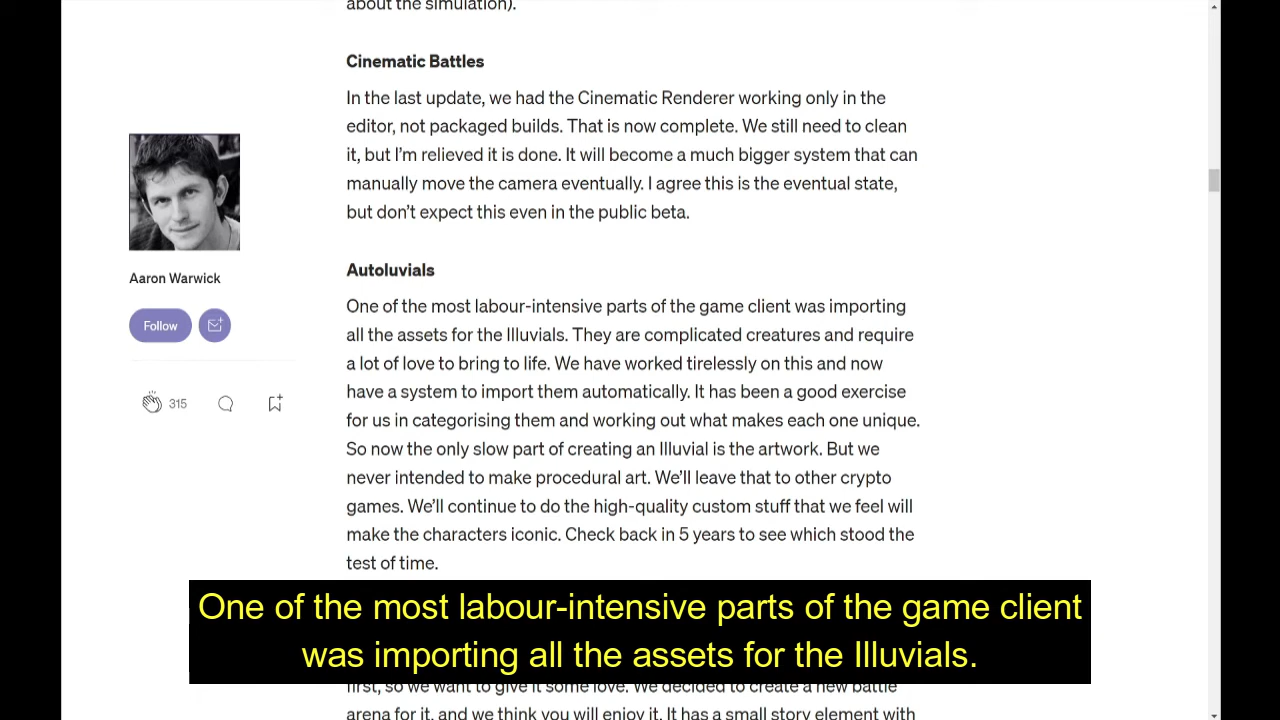 about the simulation).
Cinematic Battles
In the last update, we had the Cinematic Renderer working only in the
editor, not packaged builds. That is now complete. We still need to clean
it, but I’m relieved it is done. It will become a much bigger system that can
manually move the camera eventually. I agree this is the eventual state,
but don’t expect this even in the public beta.
Aaron Warwick
Follow
315
Autoluvials
One of the most labour-intensive parts of the game client was importing
all the assets for the Illuvials. They are complicated creatures and require
a lot of love to bring to life. We have worked tirelessly on this and now
have a system to import them automatically. It has been a good exercise
for us in categorising them and working out what makes each one unique.
So now the only slow part of creating an Illuvial is the artwork. But we
never intended to make procedural art. We’ll leave that to other crypto
games. We’ll continue to do the high-quality custom stuff that we feel will
make the characters iconic. Check back in 5 years to see which stood the
test of time.
One of the most labour-intensive parts of the game client
was importing all the assets for the Illuvials.
first, so we want to give it some love. We decided to create a new battle
arena for it, and we think you will enjoy it. It has a small story element with